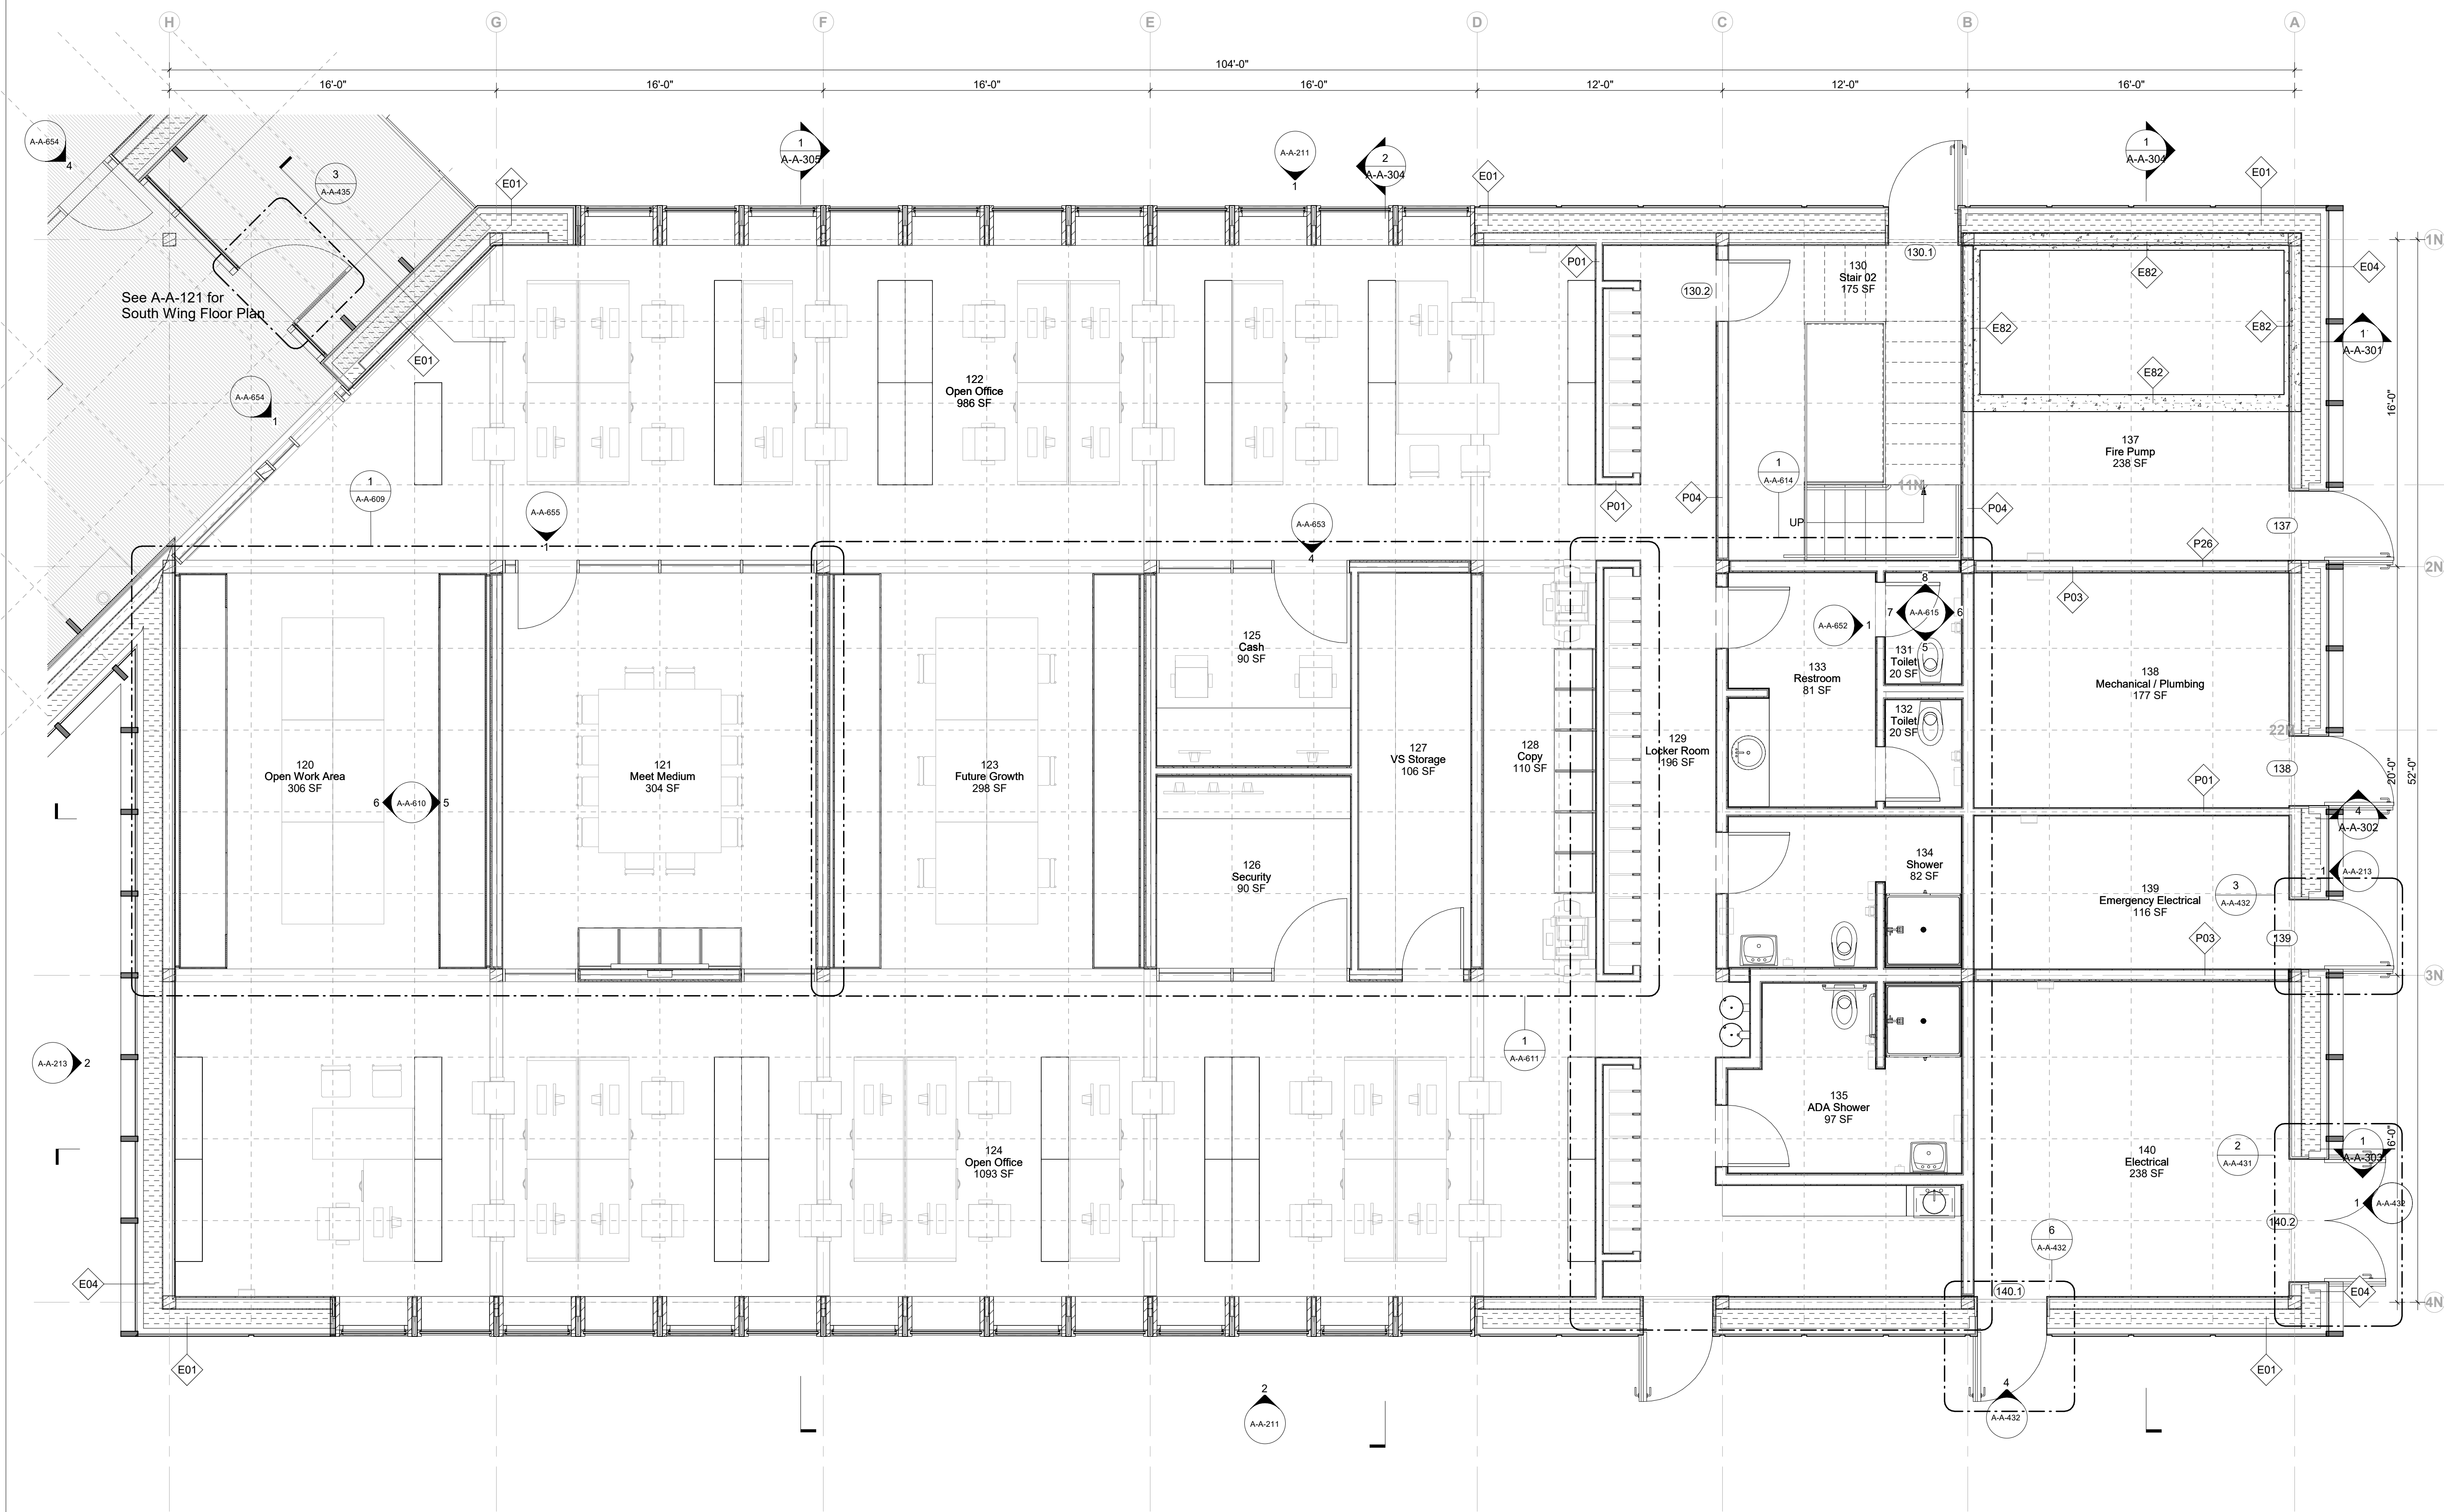 H
G
F
E
D
C
B
A
104'-0"
16'-0"
16'-0"
16'-0"
16'-0"
12'-0"
12'-0"
16'-0"
A-A-654
4
3
A-A-435
E01
1
A-A-305
A-A-211
1
2
A-A-304
E01
1
A-A-304
E01
1N
See A-A-121 for
South Wing Floor Plan
E01
P01
130.2
130
Stair 02
175 SF
130.1
E82
E04
E82
E82
1
A-A-301
E82
A-A-654
1
122
Open Office
986 SF
16'-0"
137
Fire Pump
238 SF
1
A-A-609
A-A-655
1
A-A-653
4
P01
P04
1
A-A-614
11N
UP
P04
137
P26
2N
P03
125
Cash
90 SF
A-A-652
1
8
7
A-A-615
6
5
131
Toilet
20 SF
133
Restroom
81 SF
138
Mechanical / Plumbing
177 SF
132
Toilet
20 SF
120
Open Work Area
306 SF
6
A-A-610
5
121
Meet Medium
304 SF
123
Future Growth
298 SF
127
VS Storage
106 SF
128
Copy
110 SF
129
Locker Room
196 SF
138
20'-0"
52'-0"
P01
4
A-A-302
126
Security
90 SF
134
Shower
82 SF
1
A-A-213
139
Emergency Electrical
116 SF
3
A-A-432
P03
139
3N
A-A-213
2
1
A-A-611
135
ADA Shower
97 SF
124
Open Office
1093 SF
140
Electrical
238 SF
2
A-A-431
1
A-A-303
1
A-A-432
140.2
6
A-A-432
E04
140.1
E04
4N
E01
E01
2
A-A-211
4
A-A-432